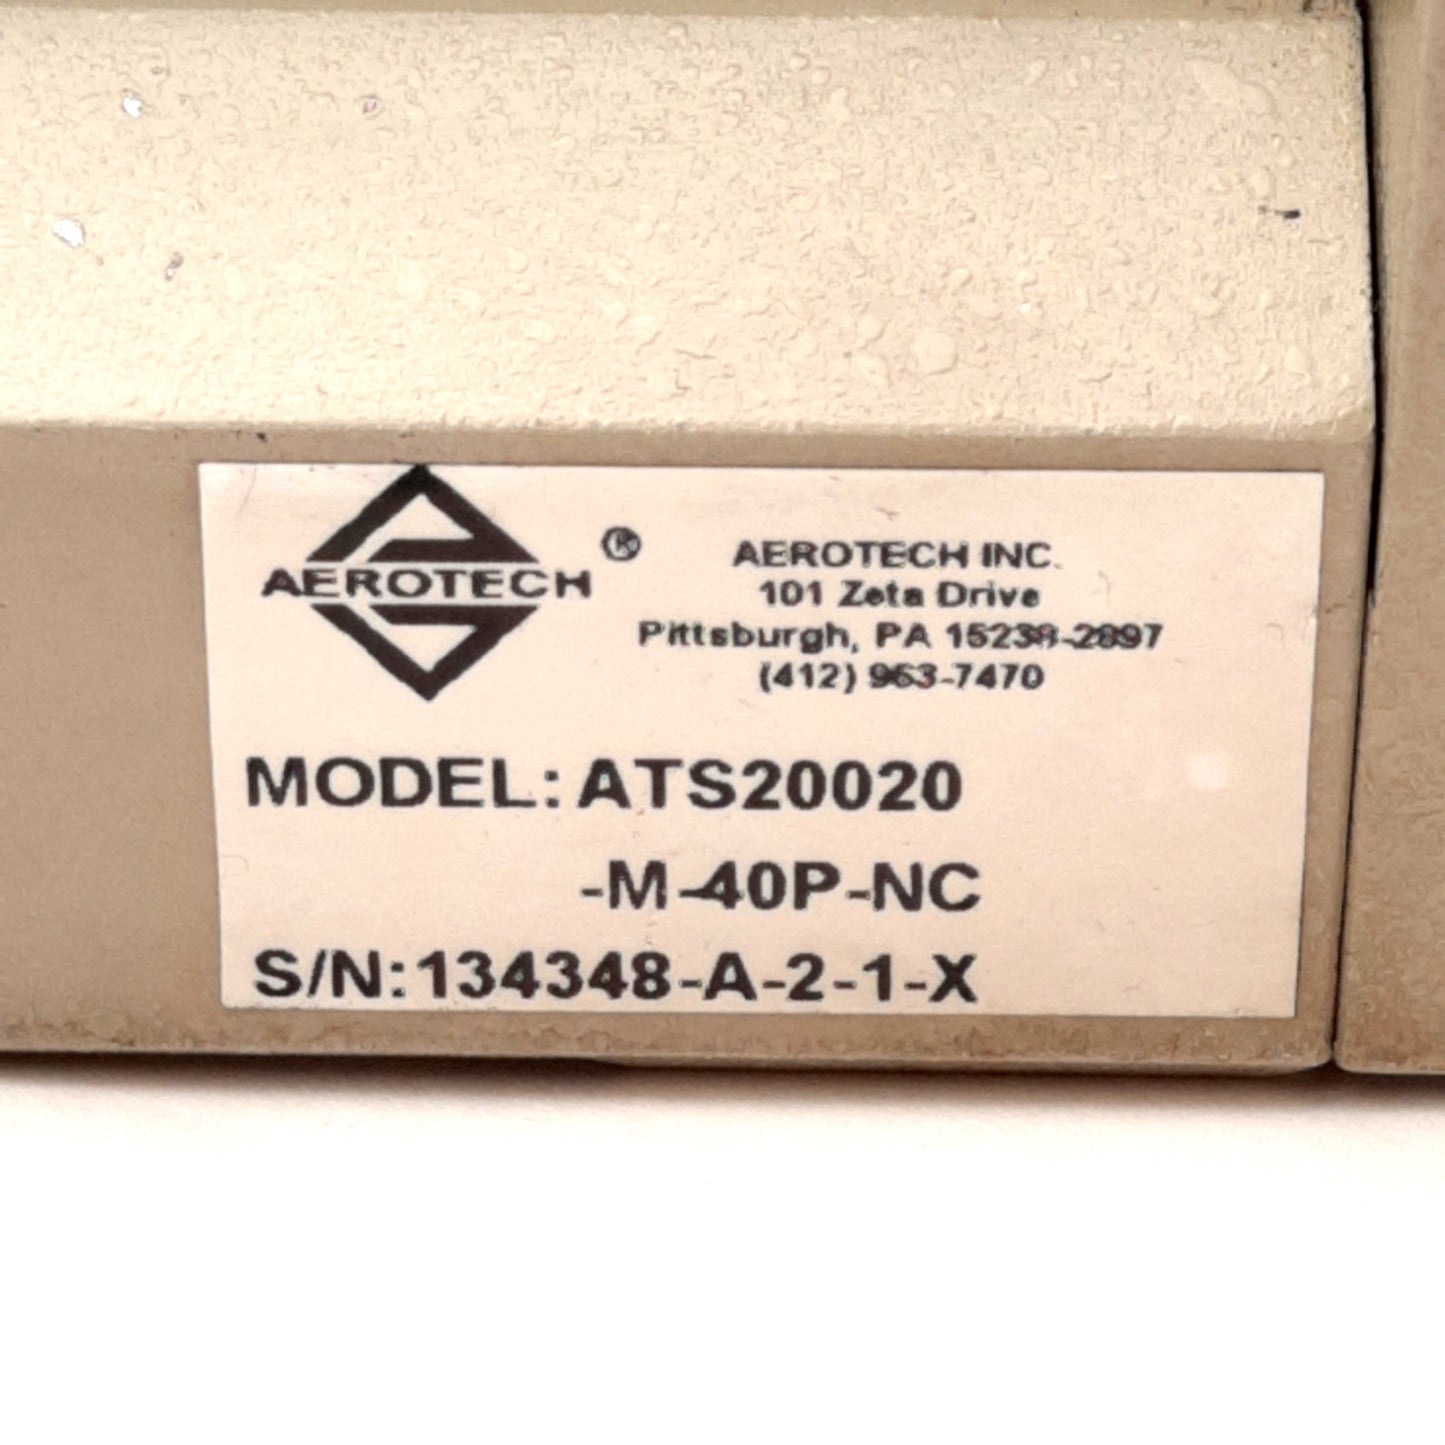 AEROTECH ®
AEROTECH INC.
101 Zeta Drive
Pittsburgh, PA 15238-2897
(412) 963-7470
MODEL: ATS20020
-M-40P-NC
S/N: 134348-A-2-1-X